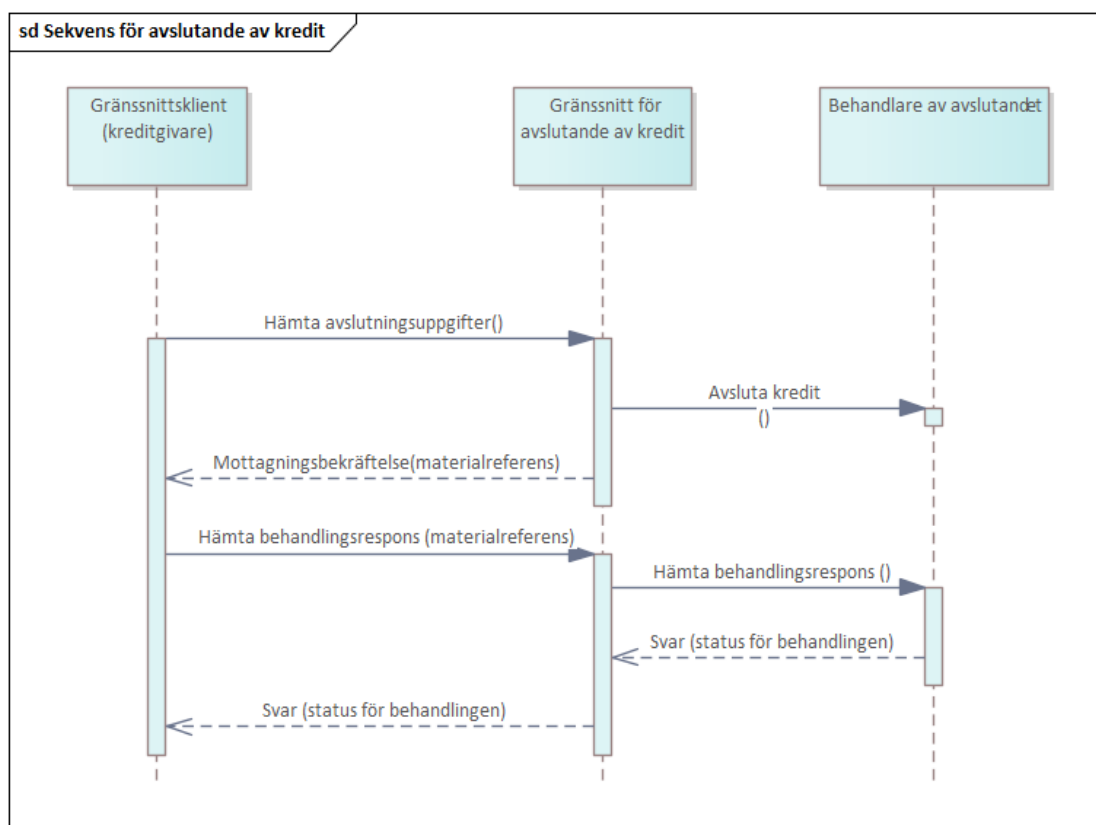 sd Sekvens för avslutande av kredit
Gränssnittsklient
(kreditgivare)
Gränssnitt för
avslutande av kredit
Behandlare av avslutandet
Hämta avslutningsuppgifter()
Avsluta kredit
()
Mottagningsbekräftelse(materialreferens)
Hämta behandlingsrespons (materialreferens)
Hämta behandlingsrespons ()
Svar (status för behandlingen)
Svar (status för behandlingen)